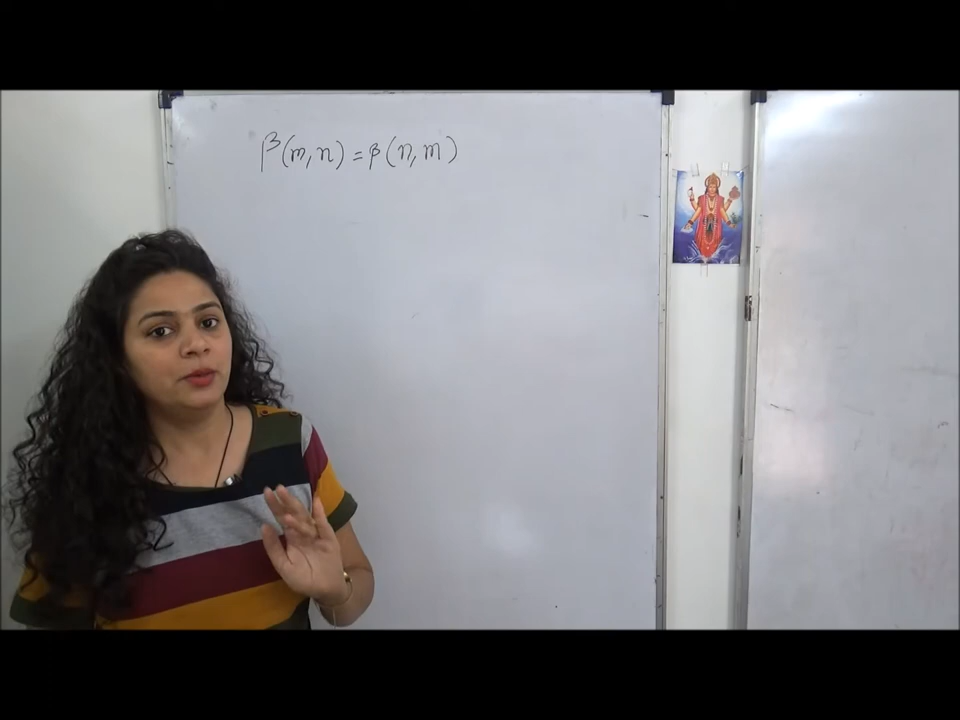 β(m,n) = β(n,m)